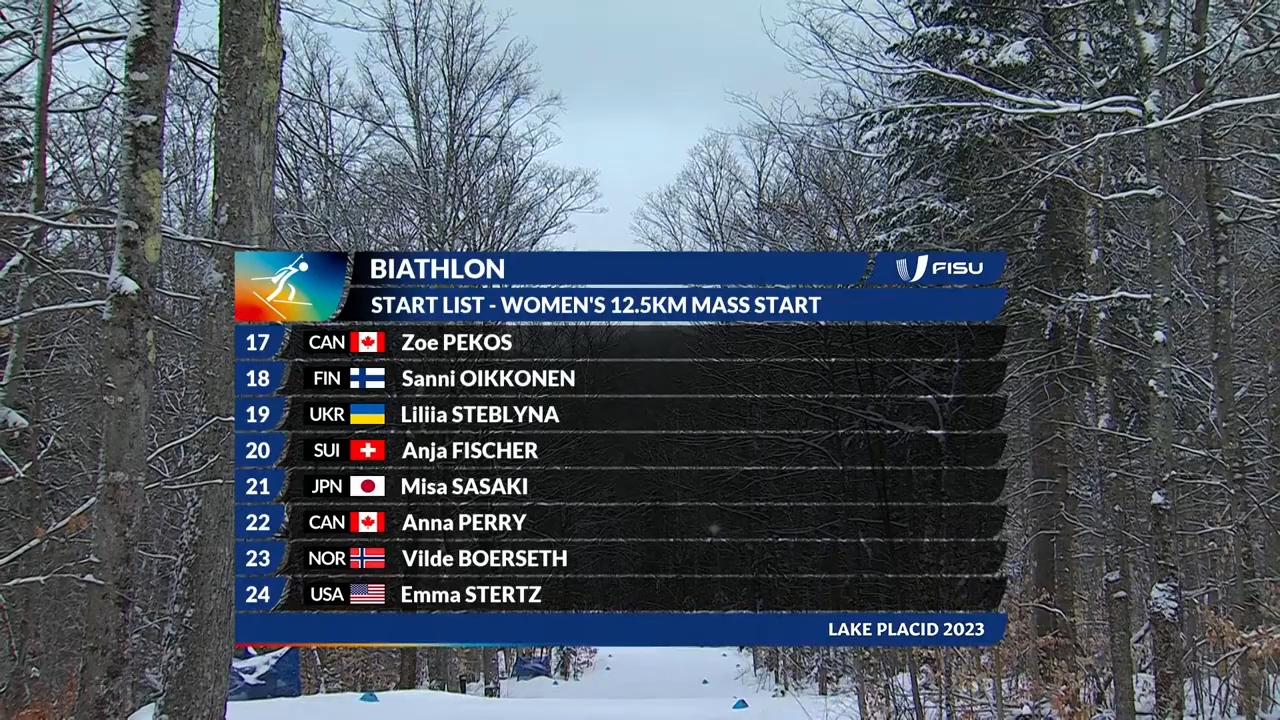 BIATHLON FISU
START LIST - WOMEN'S 12.5KM MASS START
17 CAN Zoe PEKOS
18 FIN Sanni OIKKONEN
19 UKR Liliia STEBLYNA
20 SUI Anja FISCHER
21 JPN Misa SASAKI
22 CAN Anna PERRY
23 NOR Vilde BOERSETH
24 USA Emma STERTZ
LAKE PLACID 2023